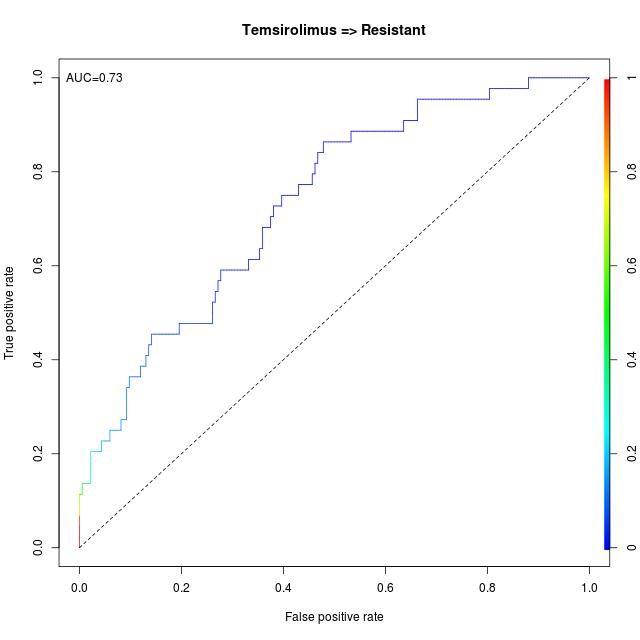 Temsirolimus => Resistant
AUC=0.73
1.0
0.8
0.6
0.4
0.2
0.0
True positive rate
0.0 0.2 0.4 0.6 0.8 1.0
False positive rate
1
0.8
0.6
0.4
0.2
0